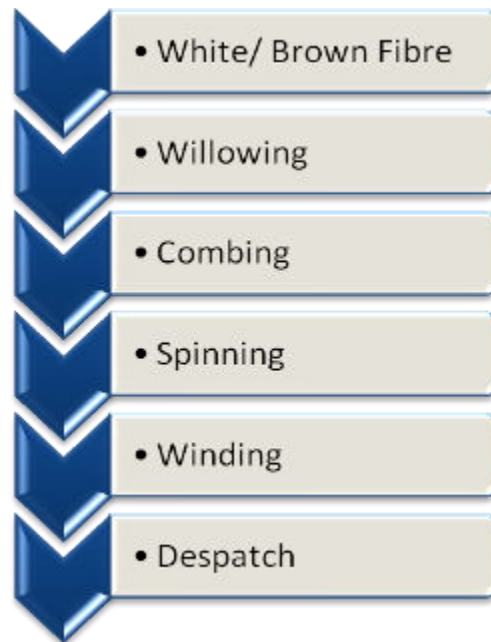 • White/ Brown Fibre
• Willowing
• Combing
• Spinning
• Winding
• Despatch